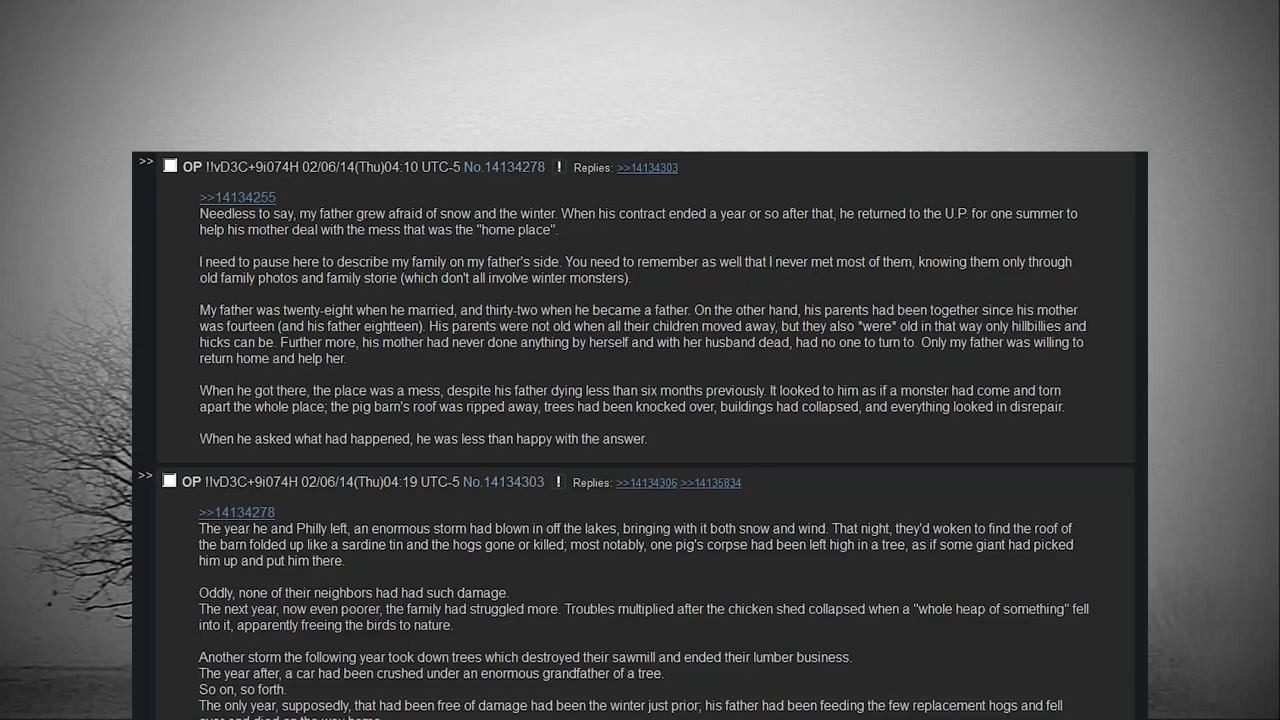 >> OP !!vD3C+9i074H 02/06/14(Thu)04:10 UTC-5 No.14134278 ! Replies: >>14134303
>>14134255
Needless to say, my father grew afraid of snow and the winter. When his contract ended a year or so after that, he returned to the U.P. for one summer to
help his mother deal with the mess that was the "home place".
I need to pause here to describe my family on my father's side. You need to remember as well that I never met most of them, knowing them only through
old family photos and family storie (which don't all involve winter monsters).
My father was twenty-eight when he married, and thirty-two when he became a father. On the other hand, his parents had been together since his mother
was fourteen (and his father eightteen). His parents were not old when all their children moved away, but they also *were* old in that way only hillbillies and
hicks can be. Further more, his mother had never done anything by herself and with her husband dead, had no one to turn to. Only my father was willing to
return home and help her.
When he got there, the place was a mess, despite his father dying less than six months previously. It looked to him as if a monster had come and torn
apart the whole place; the pig barn's roof was ripped away, trees had been knocked over, buildings had collapsed, and everything looked in disrepair.
When he asked what had happened, he was less than happy with the answer.
>> OP !!vD3C+9i074H 02/06/14(Thu)04:19 UTC-5 No.14134303 ! Replies: >>14134306 >>14135834
>>14134278
The year he and Philly left, an enormous storm had blown in off the lakes, bringing with it both snow and wind. That night, they'd woken to find the roof of
the barn folded up like a sardine tin and the hogs gone or killed; most notably, one pig's corpse had been left high in a tree, as if some giant had picked
him up and put him there.
Oddly, none of their neighbors had had such damage.
The next year, now even poorer, the family had struggled more. Troubles multiplied after the chicken shed collapsed when a "whole heap of something" fell
into it, apparently freeing the birds to nature.
Another storm the following year took down trees which destroyed their sawmill and ended their lumber business.
The year after, a car had been crushed under an enormous grandfather of a tree.
So on, so forth.
The only year, supposedly, that had been free of damage had been the winter just prior; his father had been feeding the few replacement hogs and fell